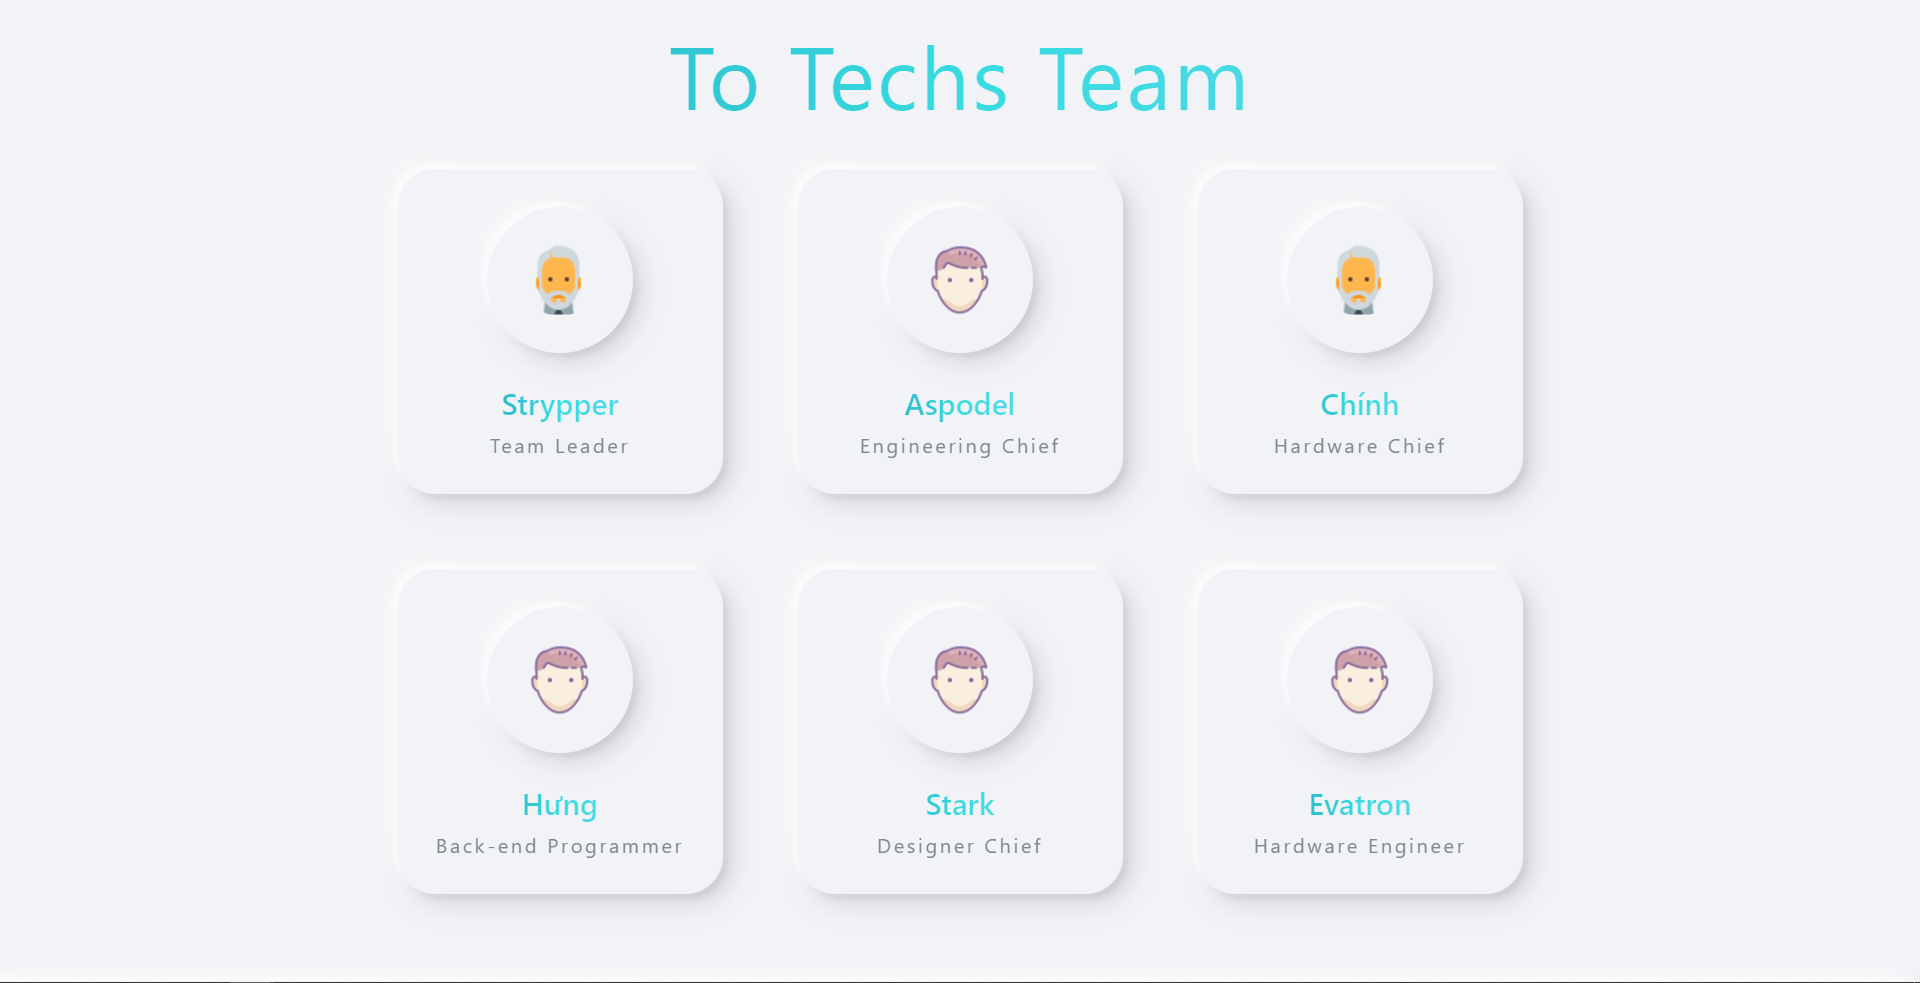 To Techs Team
Strypper
Team Leader
Aspodel
Engineering Chief
Chính
Hardware Chief
Hưng
Back-end Programmer
Stark
Designer Chief
Evatron
Hardware Engineer